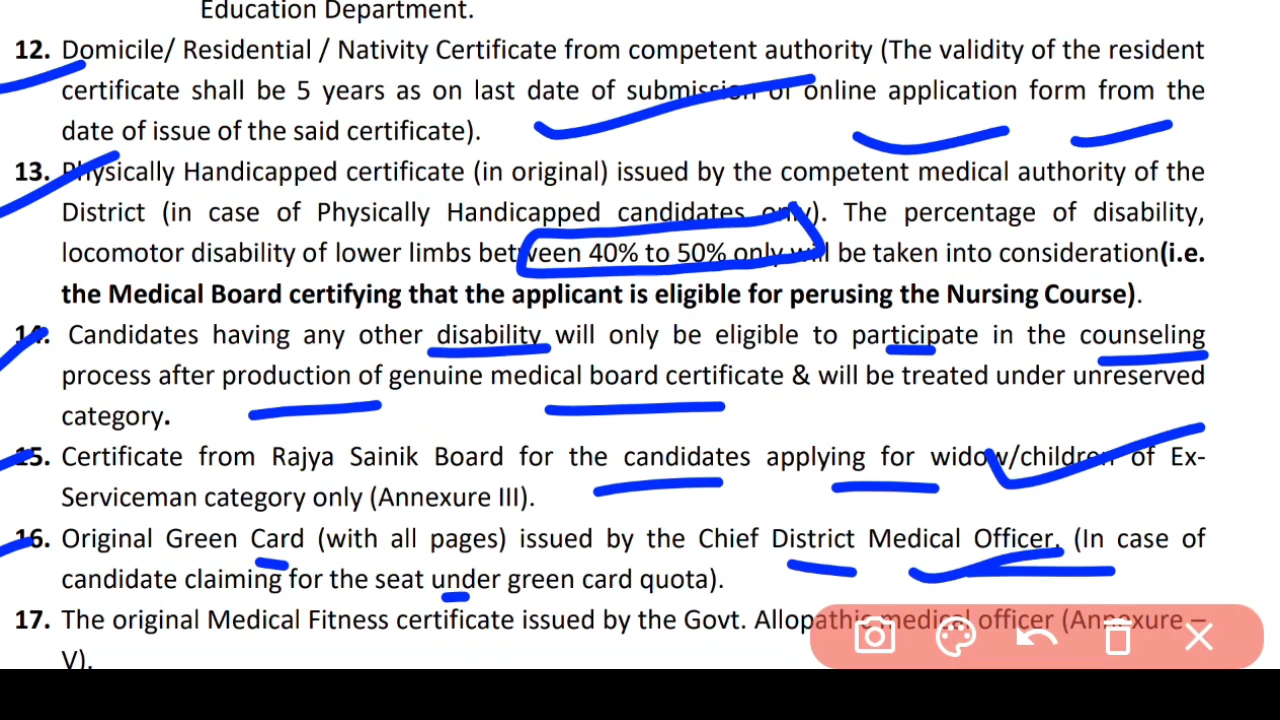 Education Department.
12. Domicile/ Residential / Nativity Certificate from competent authority (The validity of the resident
certificate shall be 5 years as on last date of submission of online application form from the
date of issue of the said certificate).
13. Physically Handicapped certificate (in original) issued by the competent medical authority of the
District (in case of Physically Handicapped candidates only). The percentage of disability,
locomotor disability of lower limbs between 40% to 50% only will be taken into consideration(i.e.
the Medical Board certifying that the applicant is eligible for perusing the Nursing Course).
14. Candidates having any other disability will only be eligible to participate in the counseling
process after production of genuine medical board certificate & will be treated under unreserved
category.
15. Certificate from Rajya Sainik Board for the candidates applying for widow/children of Ex-
Serviceman category only (Annexure III).
16. Original Green Card (with all pages) issued by the Chief District Medical Officer. (In case of
candidate claiming for the seat under green card quota).
17. The original Medical Fitness certificate issued by the Govt. Allopathic medical officer (Annexure –
V).